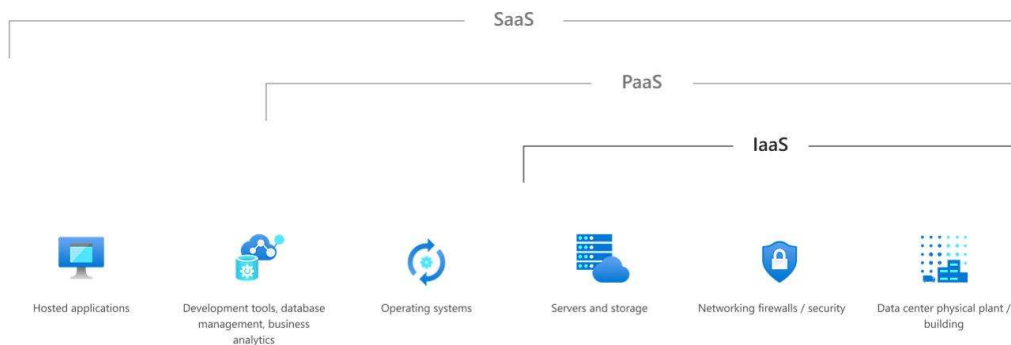 SaaS
PaaS
IaaS
Hosted applications
Development tools, database
management, business
analytics
Operating systems
Servers and storage
Networking firewalls / security
Data center physical plant /
building